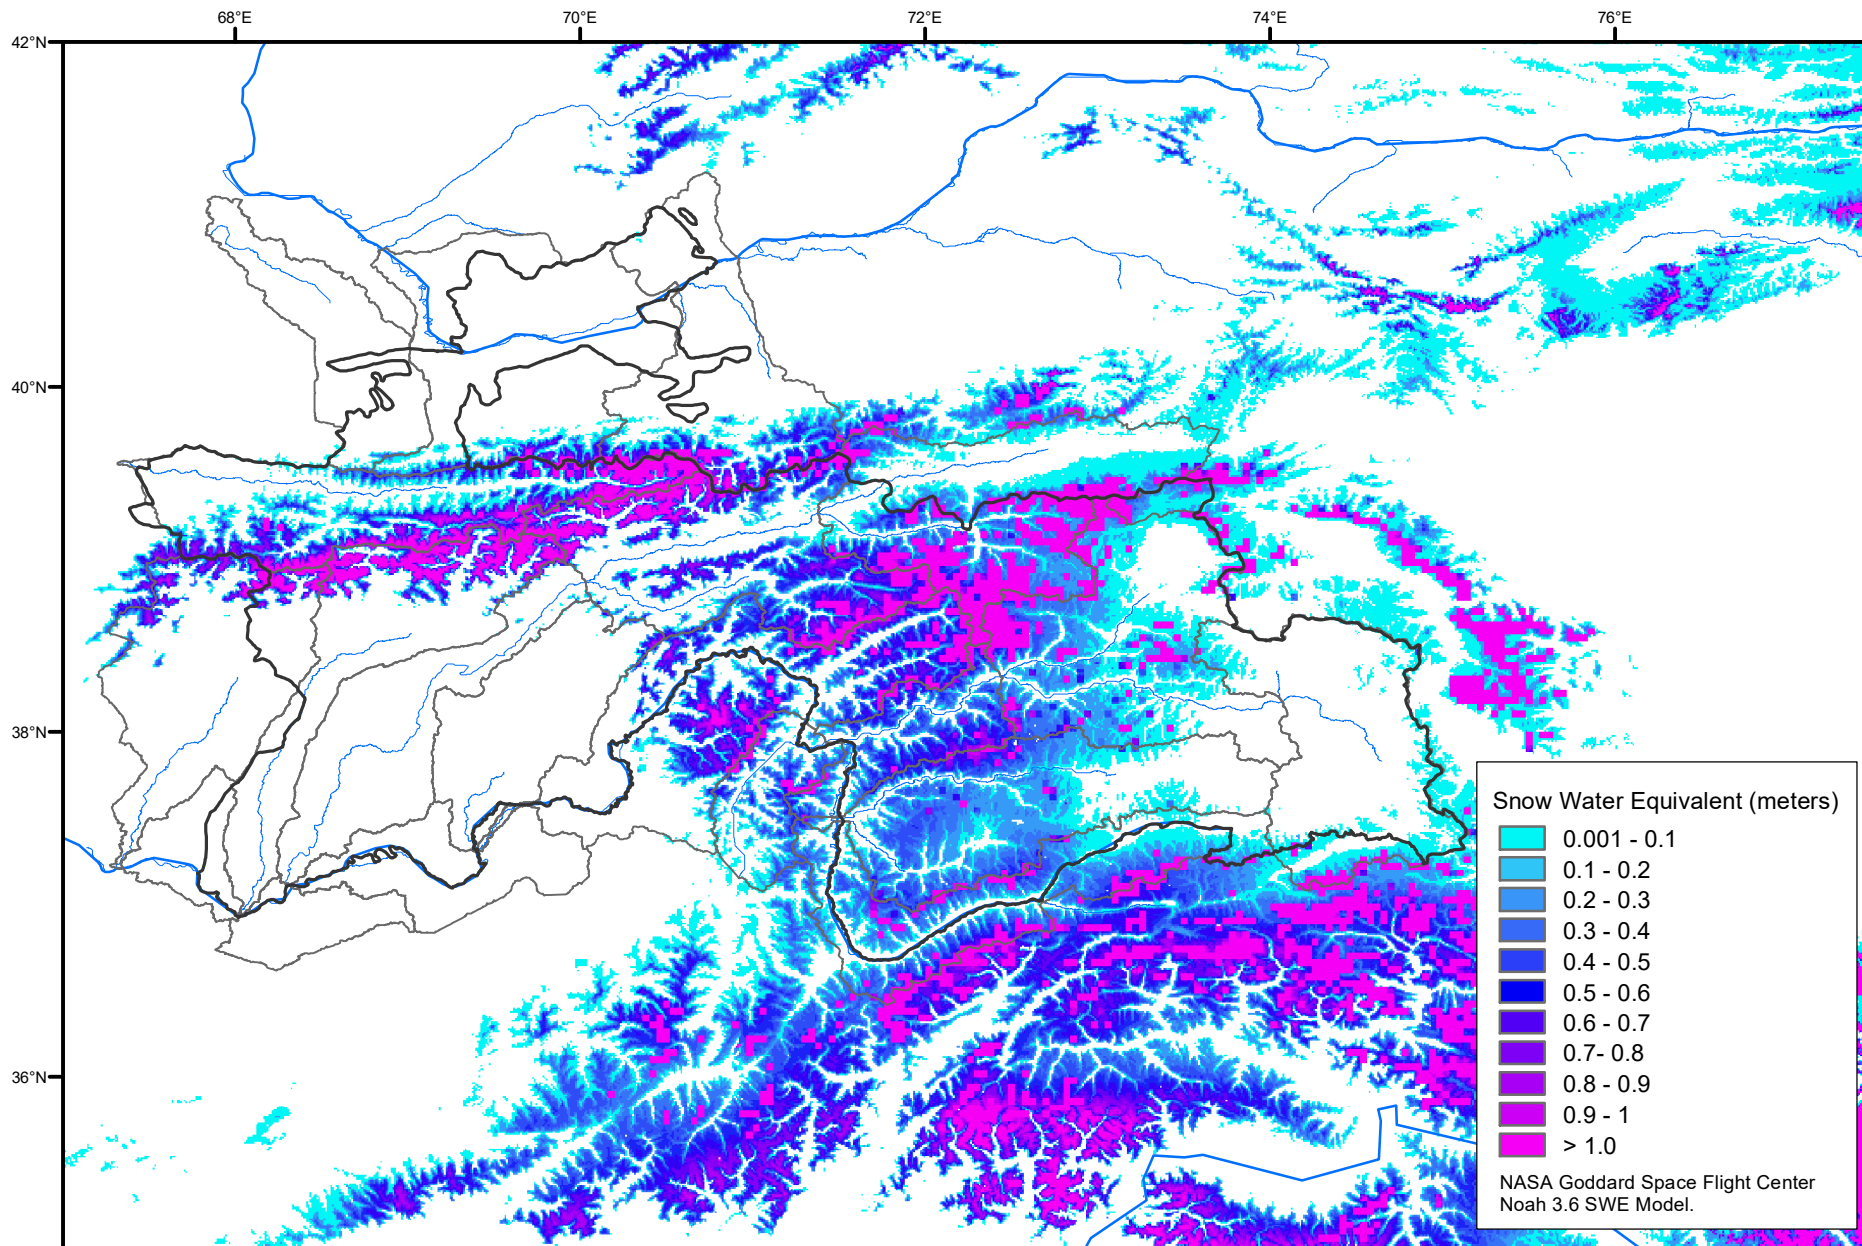 68°E
70°E
72°E
74°E
76°E
42°N
40°N
38°N
36°N
Snow Water Equivalent (meters)
0.001 - 0.1
0.1 - 0.2
0.2 - 0.3
0.3 - 0.4
0.4 - 0.5
0.5 - 0.6
0.6 - 0.7
0.7- 0.8
0.8 - 0.9
0.9 - 1
> 1.0
NASA Goddard Space Flight Center
Noah 3.6 SWE Model.